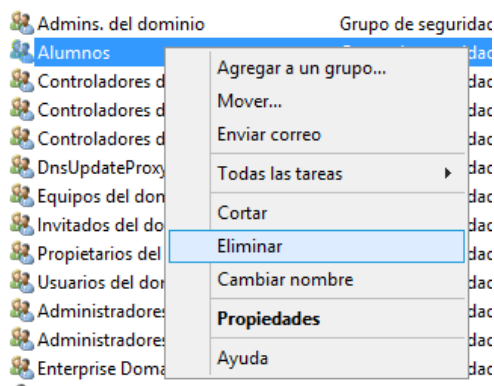 Admins. del dominio Grupo de seguridad
Alumnos
Agregar a un grupo...
Controladores d
Mover...
Controladores d
Enviar correo
Controladores d
DnsUpdateProxy
Todas las tareas
Equipos del dom
Cortar
Invitados del do
Eliminar
Propietarios del
Cambiar nombre
Usuarios del dor
Administradores
Propiedades
Administradores
Ayuda
Enterprise Doma